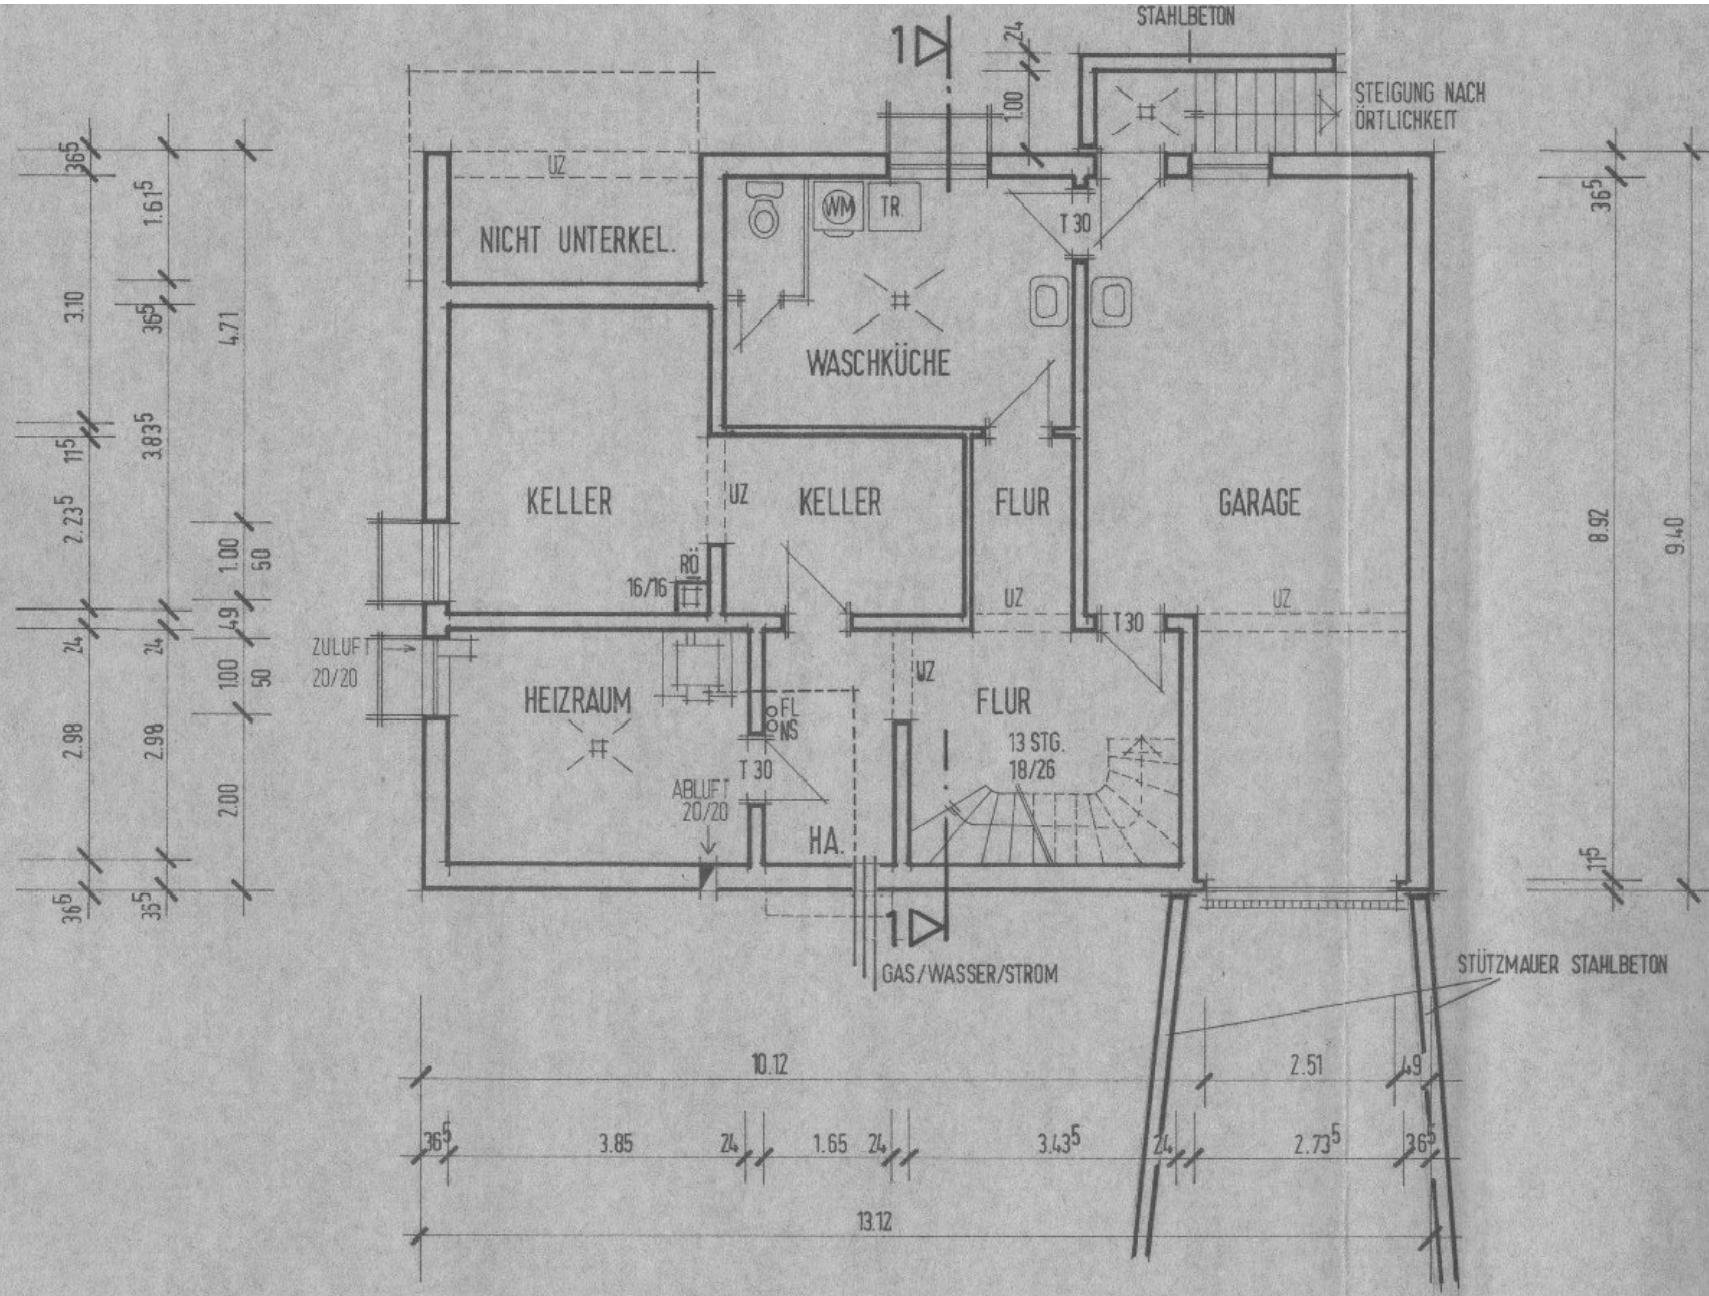 STAHLBETON
1
24
1.00
STEIGUNG NACH
ÖRTLICHKEIT
36⁵
1.61⁵
UZ
NICHT UNTERKEL.
WM
TR.
T 30
36⁵
3.10
36⁵
4.71
WASCHKÜCHE
11⁵
3.83⁵
2.23⁵
1.00
50
KELLER
UZ
KELLER
FLUR
GARAGE
8.92
9.40
RÖ
16/16
49
UZ
UZ
T 30
24
24
ZULUFT
20/20
1.00
50
HEIZRAUM
UZ
FLUR
FL
NS
2.98
2.98
13 STG.
18/26
T 30
ABLUFT
20/20
2.00
HA.
36⁵
36⁵
11⁵
1
GAS/WASSER/STROM
STÜTZMAUER STAHLBETON
10.12
2.51
49
36⁵
3.85
24
1.65
24
3.43⁵
24
2.73⁵
36⁵
13.12